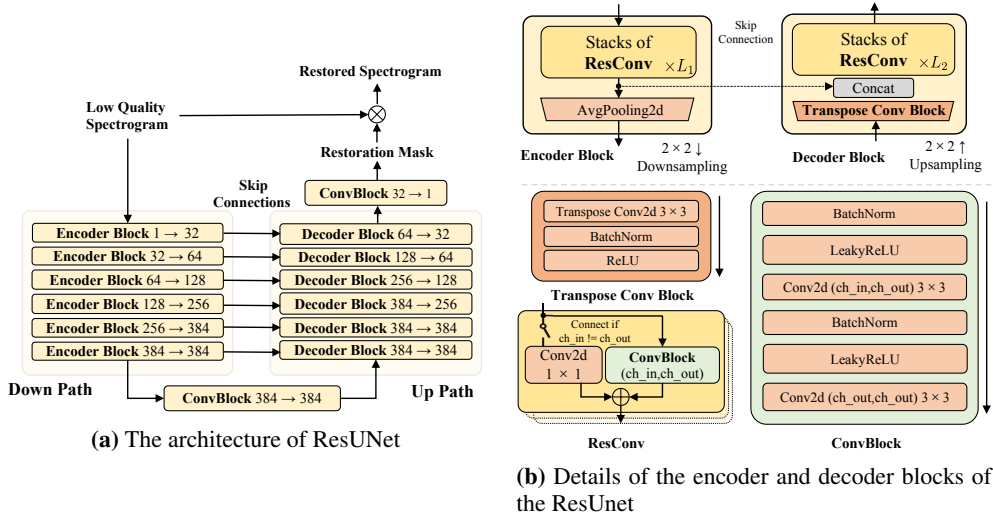 Restored Spectrogram
Low Quality
Spectrogram
Restoration Mask
ConvBlock 32 → 1
Skip
Connections
Encoder Block 1 → 32
Decoder Block 64 → 32
Encoder Block 32 → 64
Decoder Block 128 → 64
Encoder Block 64 → 128
Decoder Block 256 → 128
Encoder Block 128 → 256
Decoder Block 384 → 256
Encoder Block 256 → 384
Decoder Block 384 → 384
Encoder Block 384 → 384
Decoder Block 384 → 384
Down Path
Up Path
ConvBlock 384 → 384
(a) The architecture of ResUNet
Stacks of
ResConv ×L₁
AvgPooling2d
Encoder Block
2 × 2 ↓
Downsampling
Skip
Connection
Stacks of
ResConv ×L₂
Concat
Transpose Conv Block
Decoder Block
2 × 2 ↑
Upsampling
Transpose Conv2d 3 × 3
BatchNorm
ReLU
Transpose Conv Block
Connect if
ch_in != ch_out
Conv2d
1 × 1
ConvBlock
(ch_in,ch_out)
ResConv
BatchNorm
LeakyReLU
Conv2d (ch_in,ch_out) 3 × 3
BatchNorm
LeakyReLU
Conv2d (ch_out,ch_out) 3 × 3
ConvBlock
(b) Details of the encoder and decoder blocks of
the ResUnet